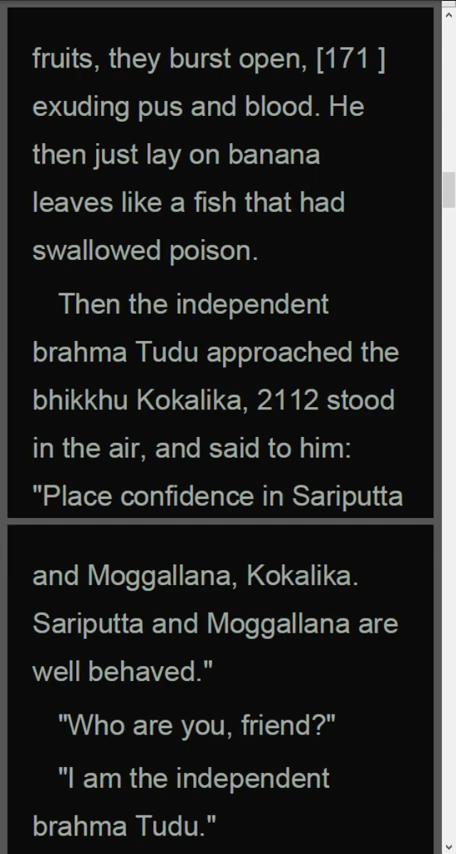 fruits, they burst open, [171 ]
exuding pus and blood. He
then just lay on banana
leaves like a fish that had
swallowed poison.
Then the independent
brahma Tudu approached the
bhikkhu Kokalika, 2112 stood
in the air, and said to him:
"Place confidence in Sariputta
and Moggallana, Kokalika.
Sariputta and Moggallana are
well behaved."
"Who are you, friend?"
"I am the independent
brahma Tudu."